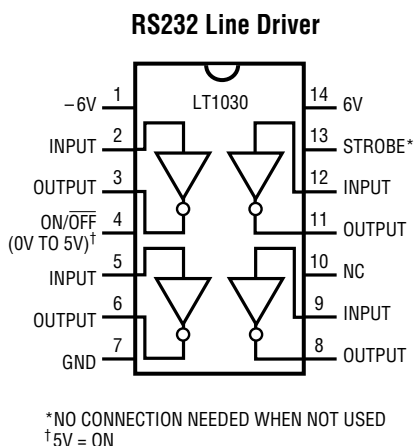 RS232 Line Driver
LT1030
–6V 1
INPUT 2
OUTPUT 3
ON/OFF 4
(0V TO 5V)†
INPUT 5
OUTPUT 6
GND 7
14 6V
13 STROBE*
12 INPUT
11 OUTPUT
10 NC
9 INPUT
8 OUTPUT
*NO CONNECTION NEEDED WHEN NOT USED
†5V = ON